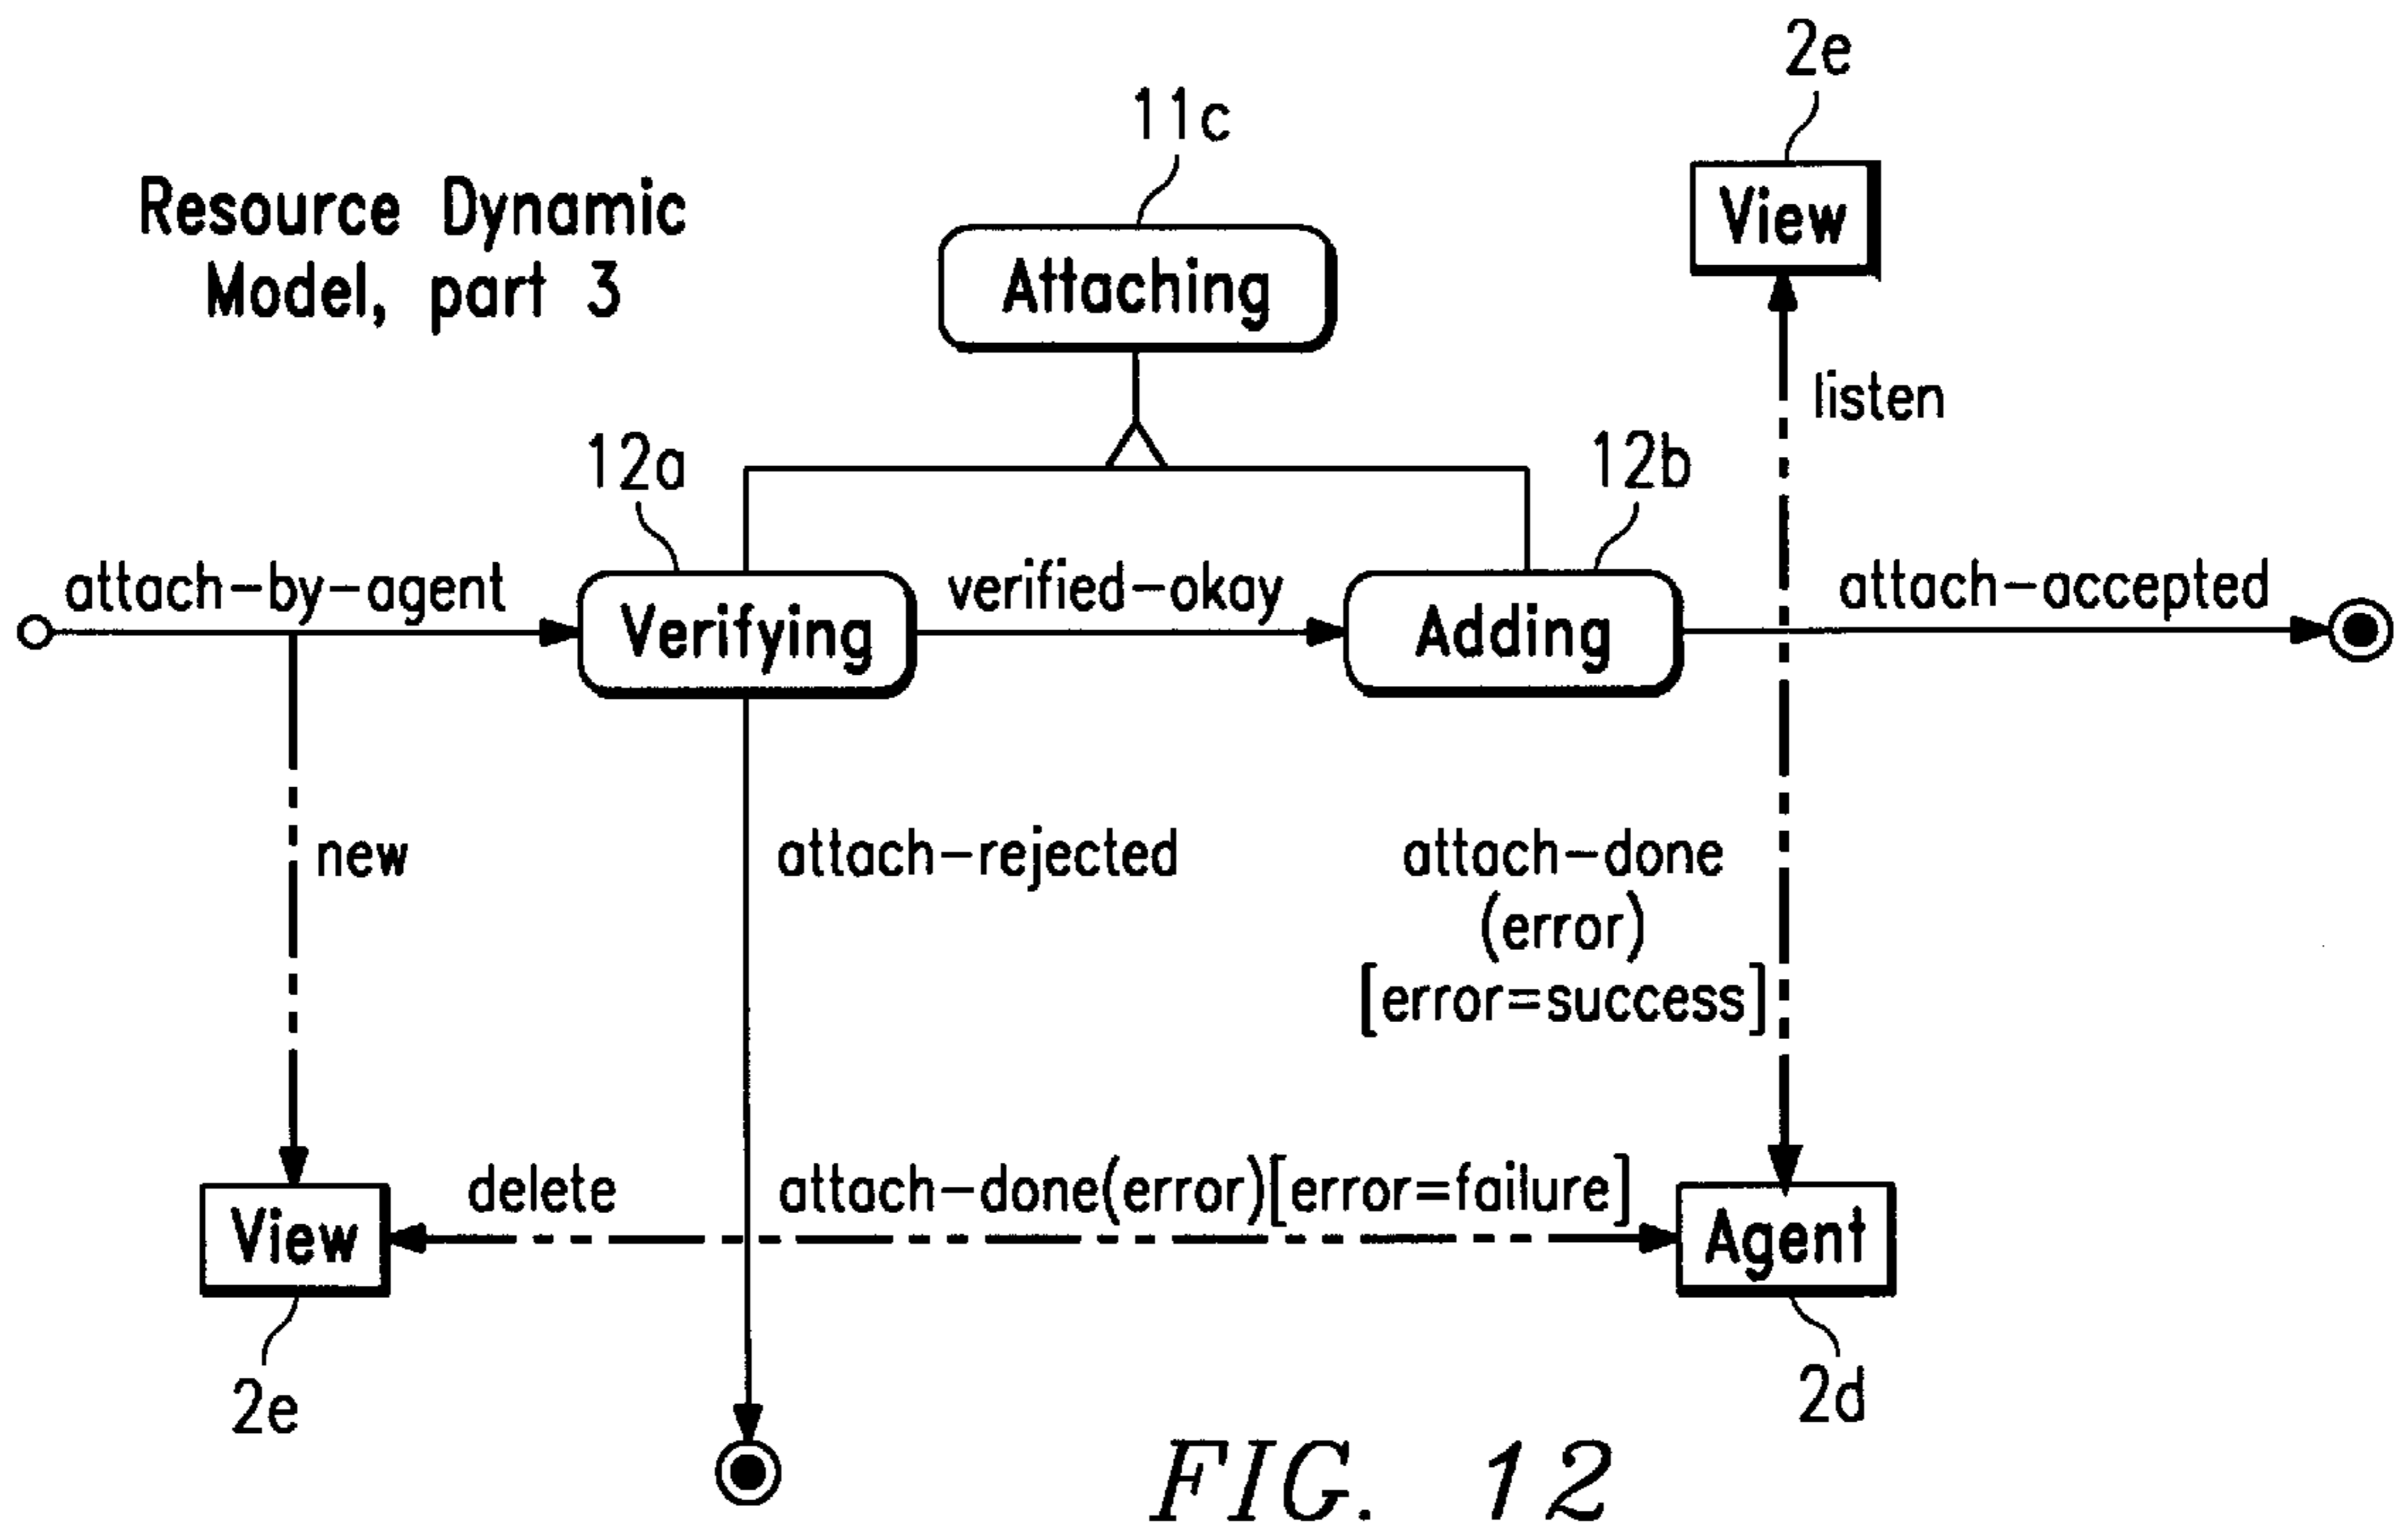 2e
11c
Resource Dynamic
Model, part 3
View
Attaching
listen
12a
12b
attach-by-agent
verified-okay
attach-accepted
Verifying
Adding
new
attach-rejected
attach-done
(error)
[error=success]
delete
attach-done(error)[error=failure]
View
Agent
2e
2d
FIG. 12